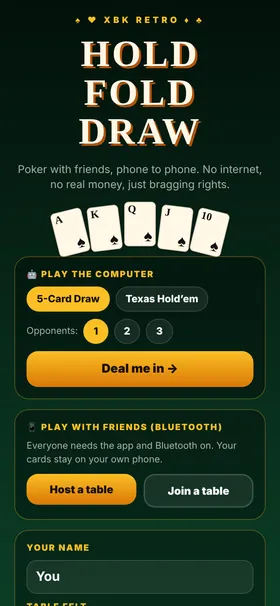 ♠ ♥ XBK RETRO ♦ ♣
HOLD
FOLD
DRAW
Poker with friends, phone to phone. No internet,
no real money, just bragging rights.
A K Q J 10
🤖 PLAY THE COMPUTER
5-Card Draw Texas Hold’em
Opponents: 1 2 3
Deal me in →
📱 PLAY WITH FRIENDS (BLUETOOTH)
Everyone needs the app and Bluetooth on. Your
cards stay on your phone.
Host a table Join a table
YOUR NAME
You
TABLE FELT